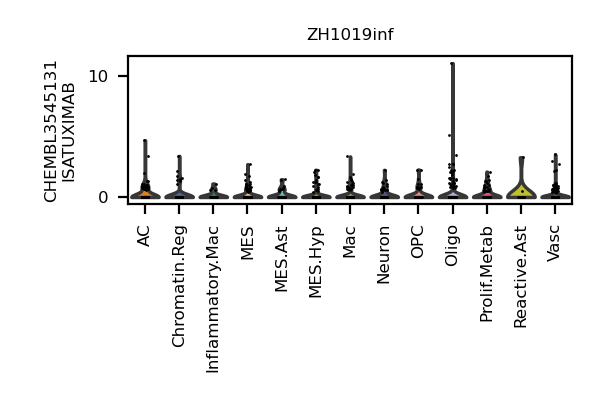 ZH1019inf
CHEMBL3545131
ISATUXIMAB
10
0
AC
Chromatin.Reg
Inflammatory.Mac
MES
MES.Ast
MES.Hyp
Mac
Neuron
OPC
Oligo
Prolif.Metab
Reactive.Ast
Vasc